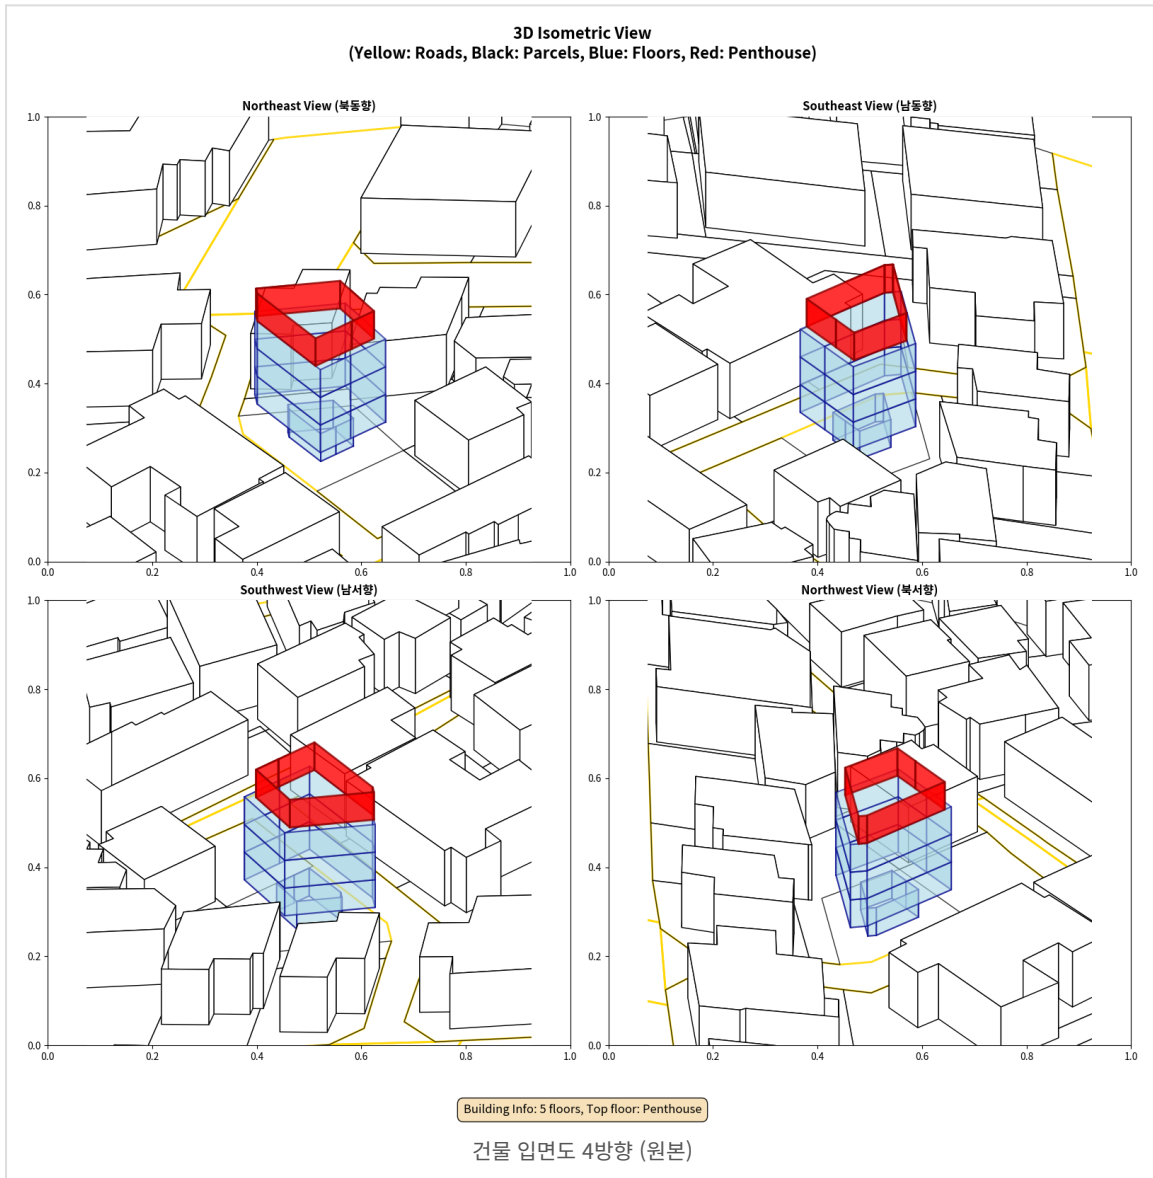 3D Isometric View
(Yellow: Roads, Black: Parcels, Blue: Floors, Red: Penthouse)
Northeast View (북동향)
1.0
0.8
0.6
0.4
0.2
0.0
0.0 0.2 0.4 0.6 0.8 1.0
Southeast View (남동향)
1.0
0.8
0.6
0.4
0.2
0.0
0.0 0.2 0.4 0.6 0.8 1.0
Southwest View (남서향)
1.0
0.8
0.6
0.4
0.2
0.0
0.0 0.2 0.4 0.6 0.8 1.0
Northwest View (북서향)
1.0
0.8
0.6
0.4
0.2
0.0
0.0 0.2 0.4 0.6 0.8 1.0
Building Info: 5 floors, Top floor: Penthouse
건물 입면도 4방향 (원본)